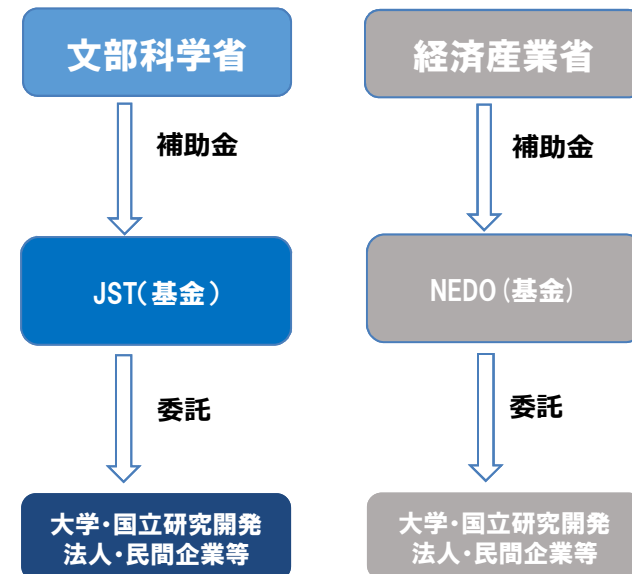 文部科学省
経済産業省
補助金
補助金
JST(基金)
NEDO(基金)
委託
委託
大学・国立研究開発
法人・民間企業等
大学・国立研究開発
法人・民間企業等